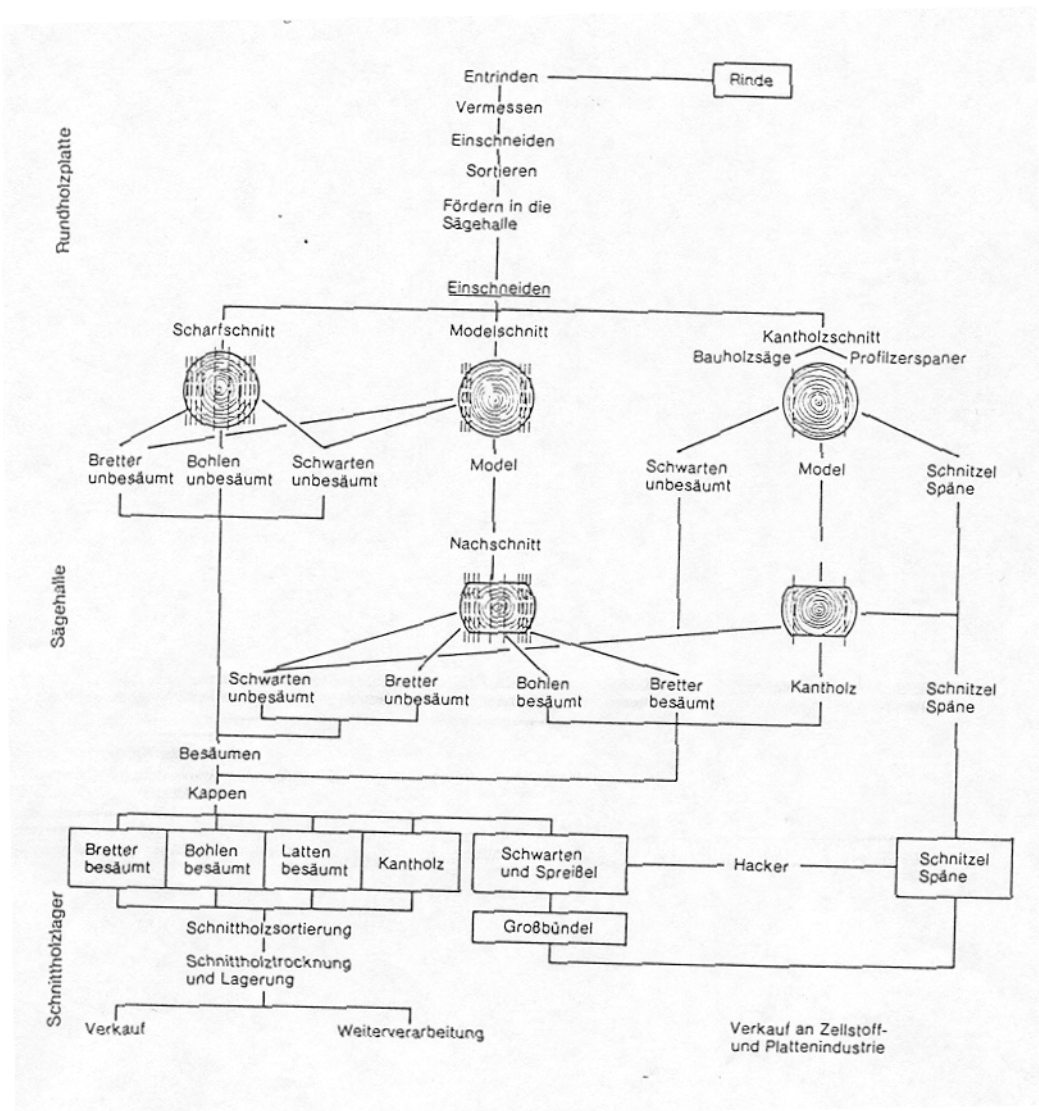 Rundholzplatte
Entrinden
Rinde
Vermessen
Einschneiden
Sortieren
Fördern in die
Sägehalle
Einschneiden
Scharfschnitt
Modelschnitt
Kantholzschnitt
Bauholzsäge
Profilzerspaner
Sägehalle
Bretter
unbesäumt
Bohlen
unbesäumt
Schwarten
unbesäumt
Model
Schwarten
unbesäumt
Model
Schnitzel
Späne
Nachschnitt
Schwarten
unbesäumt
Bretter
unbesäumt
Bohlen
besäumt
Bretter
besäumt
Kantholz
Schnitzel
Späne
Besäumen
Kappen
Schnittholzlager
Bretter
besäumt
Bohlen
besäumt
Latten
besäumt
Kantholz
Schwarten
und Spreißel
Hacker
Schnitzel
Späne
Großbündel
Schnittholzsortierung
Schnittholztrocknung
und Lagerung
Verkauf
Weiterverarbeitung
Verkauf an Zellstoff-
und Plattenindustrie